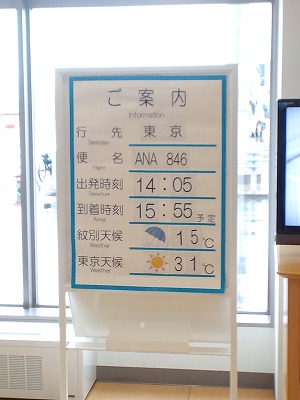 ご案内
Information
行先 東京
Destination
便名 ANA 846
Flight
出発時刻 14:05
Departure
到着時刻 15:55 予定
Arrival
紋別天候 15℃
Weather
東京天候 31℃
Weather